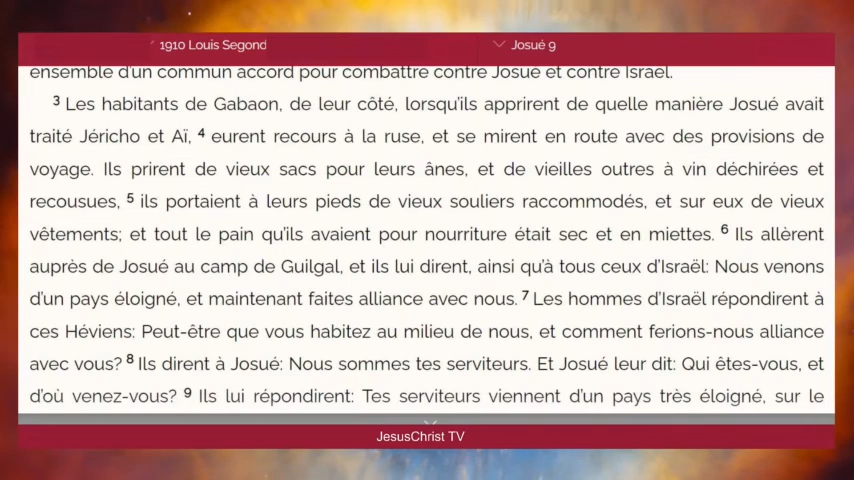 1910 Louis Segond
Josué 9
ensemble d'un commun accord pour combattre contre Josué et contre Israël.
3 Les habitants de Gabaon, de leur côté, lorsqu'ils apprirent de quelle manière Josué avait
traité Jéricho et Aï, 4 eurent recours à la ruse, et se mirent en route avec des provisions de
voyage. Ils prirent de vieux sacs pour leurs ânes, et de vieilles outres à vin déchirées et
recousues, 5 ils portaient à leurs pieds de vieux souliers raccommodés, et sur eux de vieux
vêtements; et tout le pain qu'ils avaient pour nourriture était sec et en miettes. 6 Ils allèrent
auprès de Josué au camp de Guilgal, et ils lui dirent, ainsi qu'à tous ceux d'Israël: Nous venons
d'un pays éloigné, et maintenant faites alliance avec nous. 7 Les hommes d'Israël répondirent à
ces Héviens: Peut-être que vous habitez au milieu de nous, et comment ferions-nous alliance
avec vous? 8 Ils dirent à Josué: Nous sommes tes serviteurs. Et Josué leur dit: Qui êtes-vous, et
d'où venez-vous? 9 Ils lui répondirent: Tes serviteurs viennent d'un pays très éloigné, sur le
JesusChrist TV